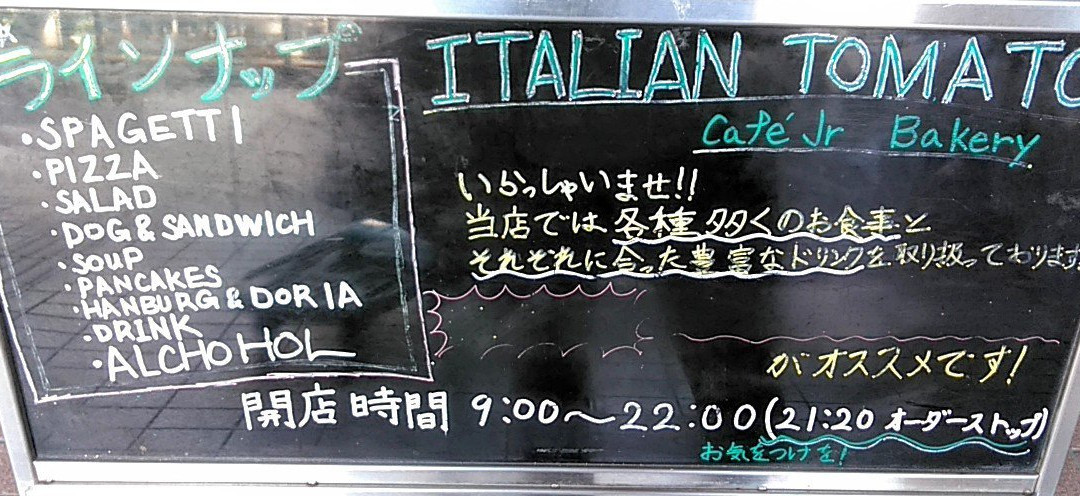 ラインナップ
・SPAGETTI
・PIZZA
・SALAD
・DOG & SANDWICH
・SOUP
・PANCAKES
・HANBURG & DORIA
・DRINK
・ALCHOHOL
ITALIAN TOMATO
Café Jr Bakery
いらっしゃいませ!!
当店では各種多くのお食事と
それぞれに合った豊富なドリンクを取り扱っております
がオススメです!
開店時間 9:00〜22:00(21:20 オーダーストップ)
お気をつけを!